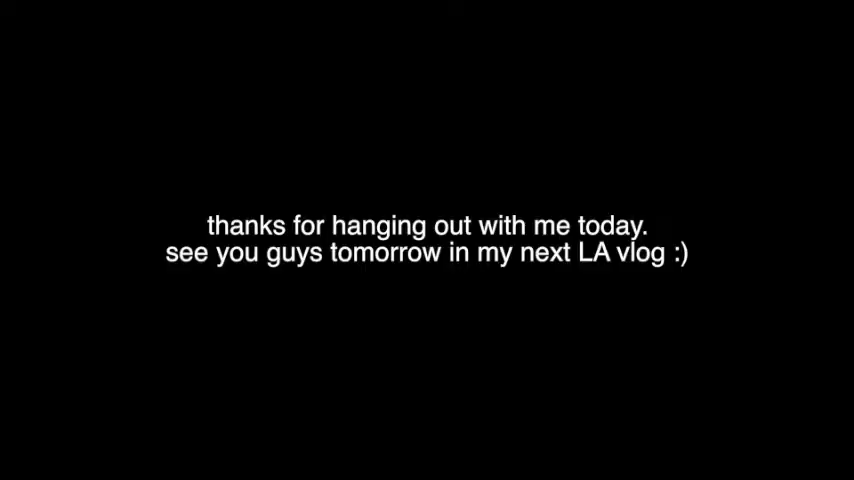 thanks for hanging out with me today.
see you guys tomorrow in my next LA vlog :)